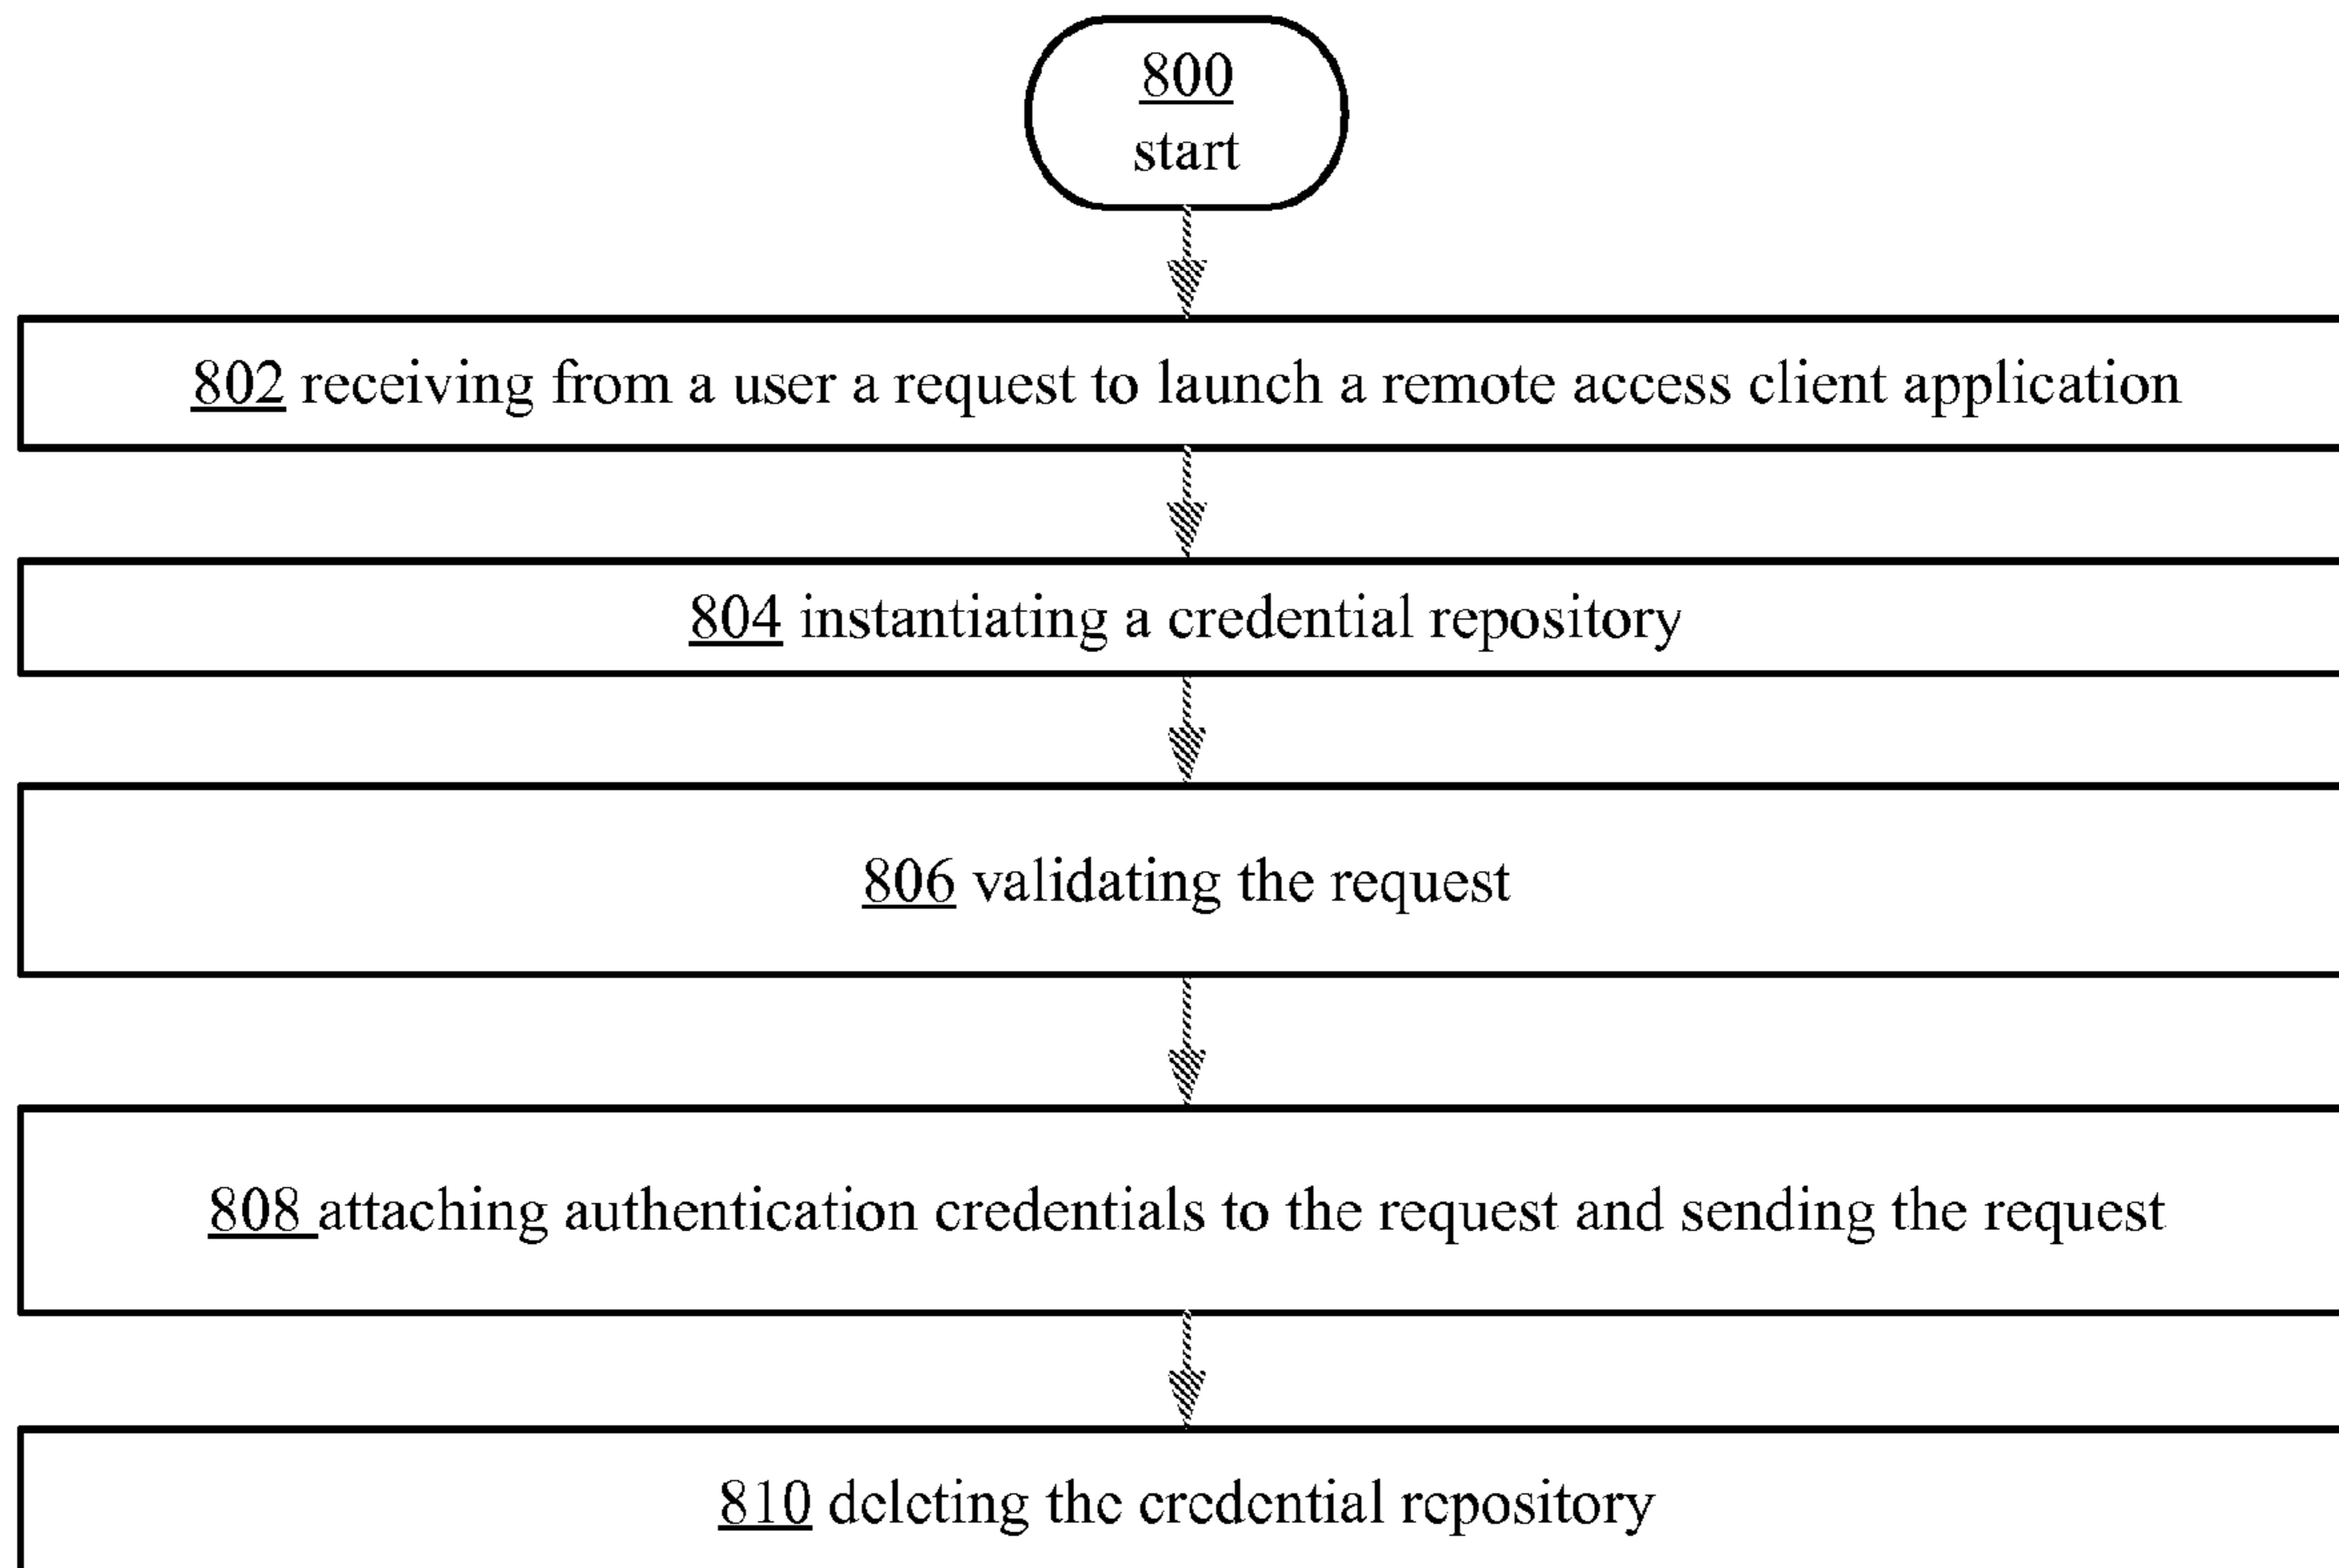 800
start
802 receiving from a user a request to launch a remote access client application
804 instantiating a credential repository
806 validating the request
808 attaching authentication credentials to the request and sending the request
810 deleting the credential repository